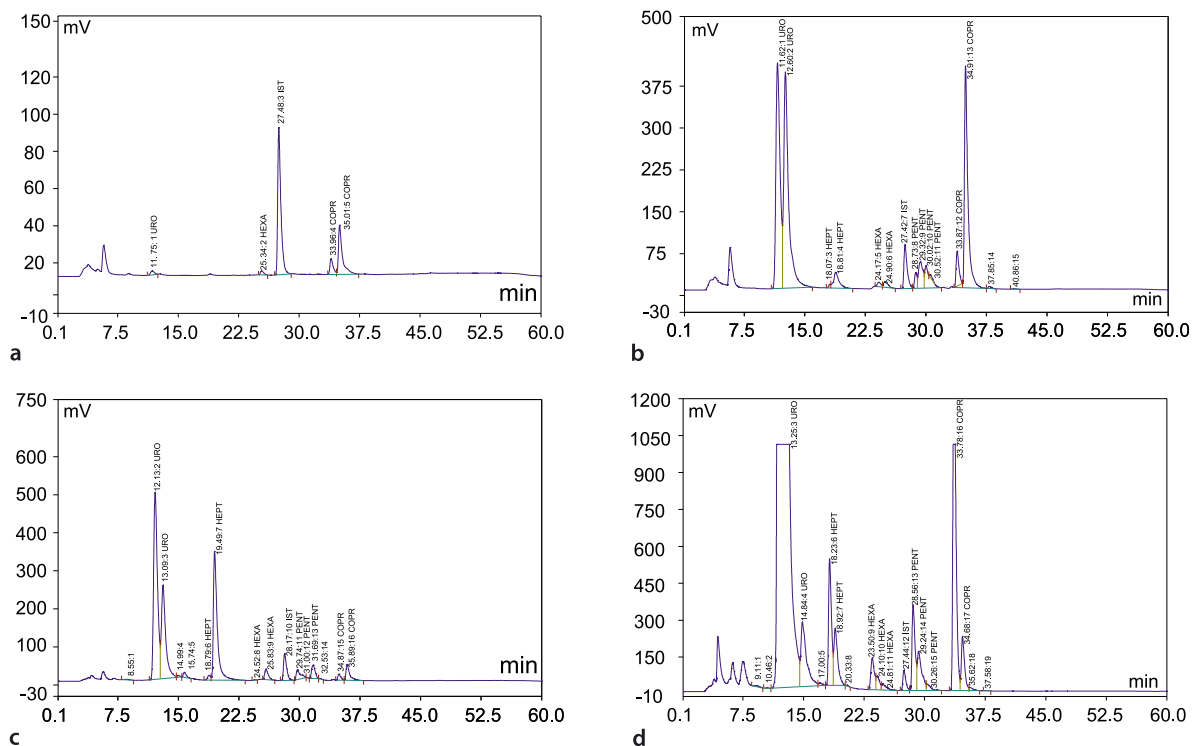 mV
150
120
100
80
60
40
20
0
-10
11. 75:·1 URO
25.34:2 HEXA
27.48:3 IST
33.96:4 COPR
35.01:5 COPR
min
0.1 7.5 15.0 22.5 30.0 37.5 45.0 52.5 60.0
a
mV
500
375
300
225
150
75
0
-30
11.62:1 URO
12.60:2 URO
18.07:3 HEPT
18.81:4 HEPT
24.17:5 HEXA
24.90:6 HEXA
27.42:7 IST
28.73:8 PENT
29.32:9 PENT
30.02:10 PENT
30.52:11 PENT
33.87:12 COPR
34.91:13 COPR
37.85:14
40.86:15
min
0.1 7.5 15.0 22.5 30.0 37.5 45.0 52.5 60.0
b
mV
750
600
500
400
300
200
100
0
-30
8.55:1
12.13:2 URO
13.09:3 URO
14.99:4
15.74:5
18.79:6 HEPT
19.49:7 HEPT
24.52:8 HEXA
25.83:9 HEXA
28.17:10 IST
29.74:11 PENT
31.00:12 PENT
31.69:13 PENT
32.53:14
34.87:15 COPR
35.89:16 COPR
min
0.1 7.5 15.0 22.5 30.0 37.5 45.0 52.5 60.0
c
mV
1200
1050
900
750
600
450
300
150
-10
9.11:1
10.46:2
13.25:3 URO
14.84:4 URO
17.00:5
18.23:6 HEPT
18.92:7 HEPT
20.33:8
23.50:9 HEXA
24.10:10 HEXA
24.81:11 HEXA
27.44:12 IST
28.56:13 PENT
29.24:14 PENT
30.26:15 PENT
33.78:16 COPR
34.68:17 COPR
35.62:18
37.58:19
min
0.1 7.5 15.0 22.5 30.0 37.5 45.0 52.5 60.0
d